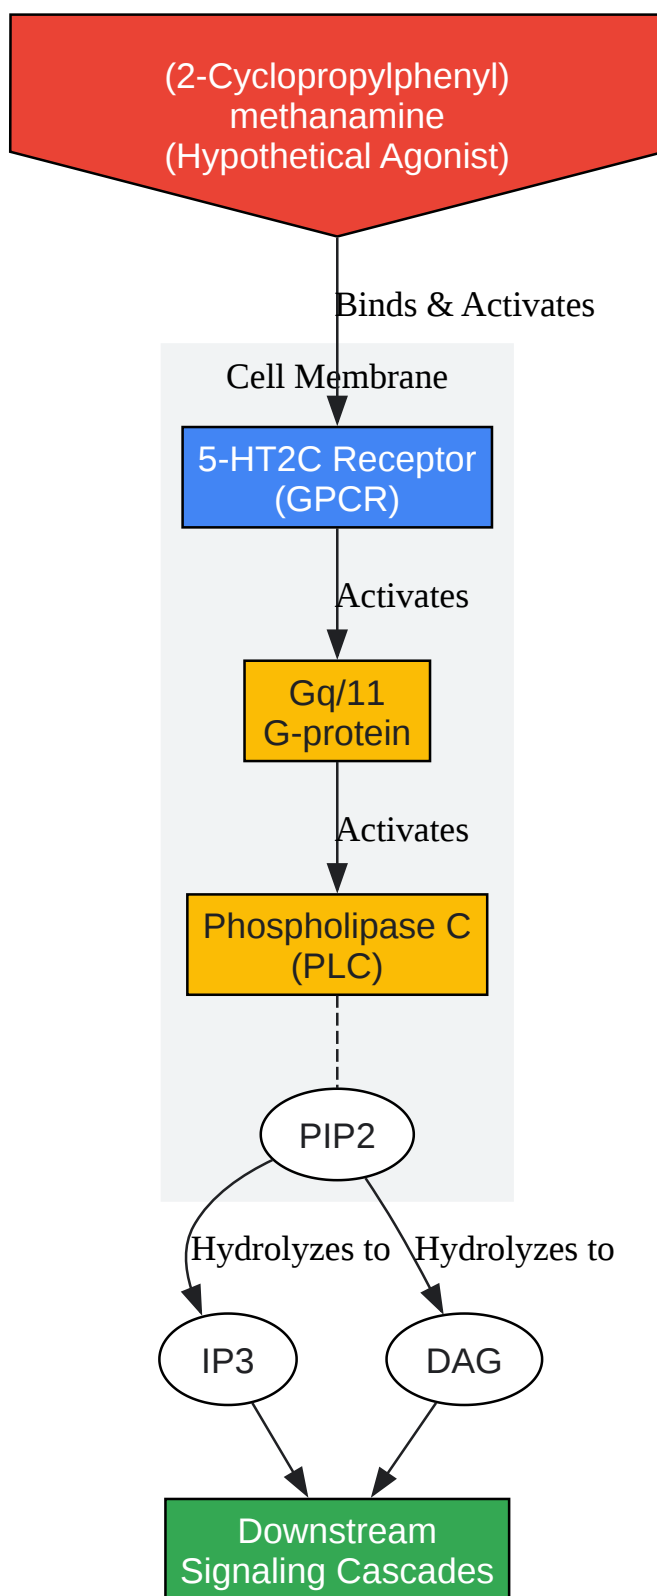 (2-Cyclopropylphenyl)
methanamine
(Hypothetical Agonist)
Binds & Activates
Cell Membrane
5-HT2C Receptor
(GPCR)
Activates
Gq/11
G-protein
Activates
Phospholipase C
(PLC)
PIP2
Hydrolyzes to
Hydrolyzes to
IP3
DAG
Downstream
Signaling Cascades